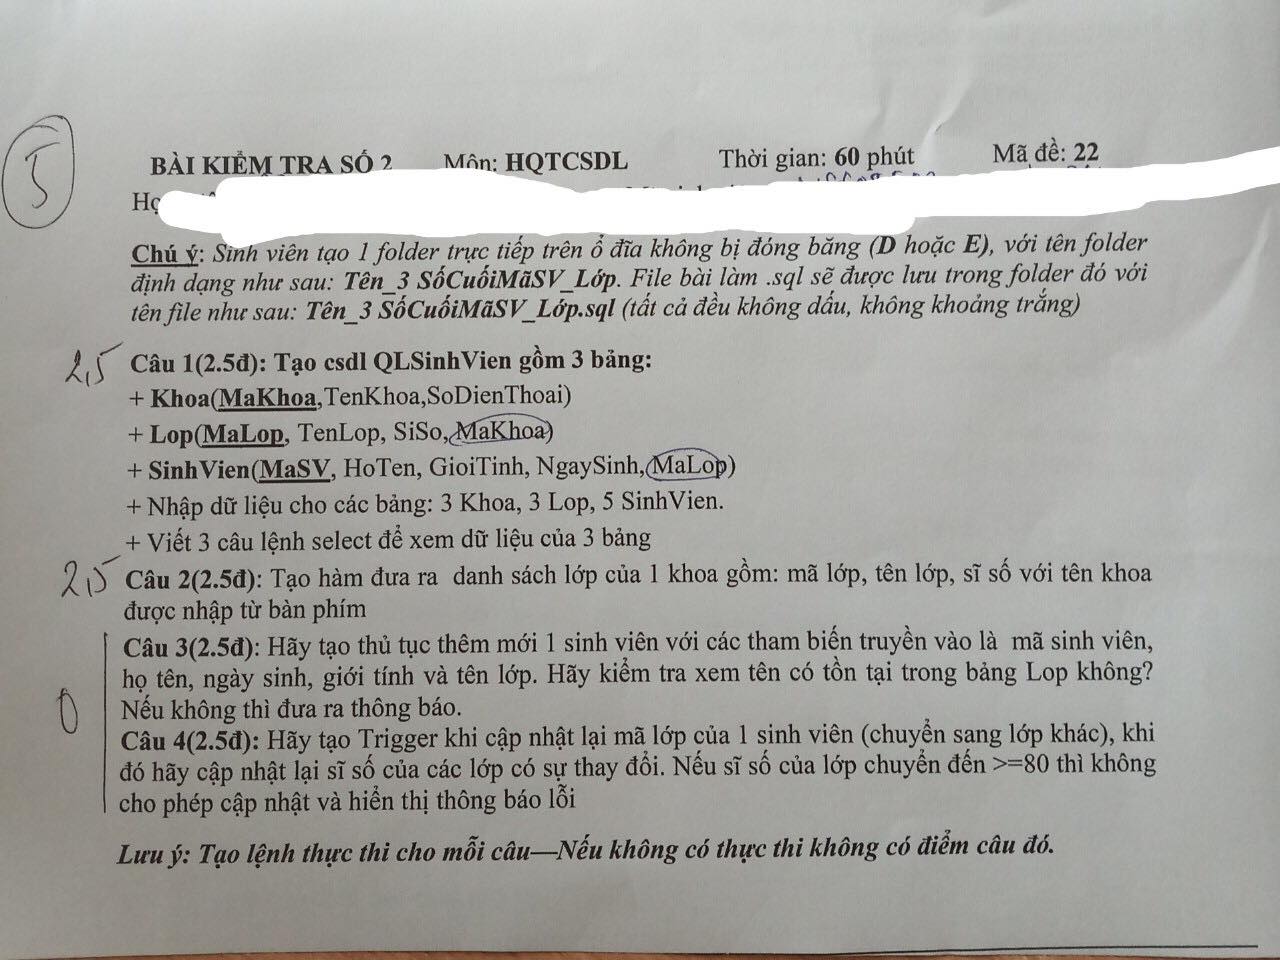 5
BÀI KIỂM TRA SỐ 2 Môn: HQTCSDL Thời gian: 60 phút Mã đề: 22
Họ
Chú ý: Sinh viên tạo 1 folder trực tiếp trên ổ đĩa không bị đóng băng (D hoặc E), với tên folder
định dạng như sau: Tên_3 SốCuốiMãSV_Lớp. File bài làm .sql sẽ được lưu trong folder đó với
tên file như sau: Tên_3 SốCuốiMãSV_Lớp.sql (tất cả đều không dấu, không khoảng trắng)
2,5 Câu 1(2.5đ): Tạo csdl QLSinhVien gồm 3 bảng:
+ Khoa(MaKhoa,TenKhoa,SoDienThoai)
+ Lop(MaLop, TenLop, SiSo, MaKhoa)
+ SinhVien(MaSV, HoTen, GioiTinh, NgaySinh, MaLop)
+ Nhập dữ liệu cho các bảng: 3 Khoa, 3 Lop, 5 SinhVien.
+ Viết 3 câu lệnh select để xem dữ liệu của 3 bảng
2,5 Câu 2(2.5đ): Tạo hàm đưa ra danh sách lớp của 1 khoa gồm: mã lớp, tên lớp, sĩ số với tên khoa
được nhập từ bàn phím
Câu 3(2.5đ): Hãy tạo thủ tục thêm mới 1 sinh viên với các tham biến truyền vào là mã sinh viên,
họ tên, ngày sinh, giới tính và tên lớp. Hãy kiểm tra xem tên có tồn tại trong bảng Lop không?
0 Nếu không thì đưa ra thông báo.
Câu 4(2.5đ): Hãy tạo Trigger khi cập nhật lại mã lớp của 1 sinh viên (chuyển sang lớp khác), khi
đó hãy cập nhật lại sĩ số của các lớp có sự thay đổi. Nếu sĩ số của lớp chuyển đến >=80 thì không
cho phép cập nhật và hiển thị thông báo lỗi
Lưu ý: Tạo lệnh thực thi cho mỗi câu—Nếu không có thực thi không có điểm câu đó.